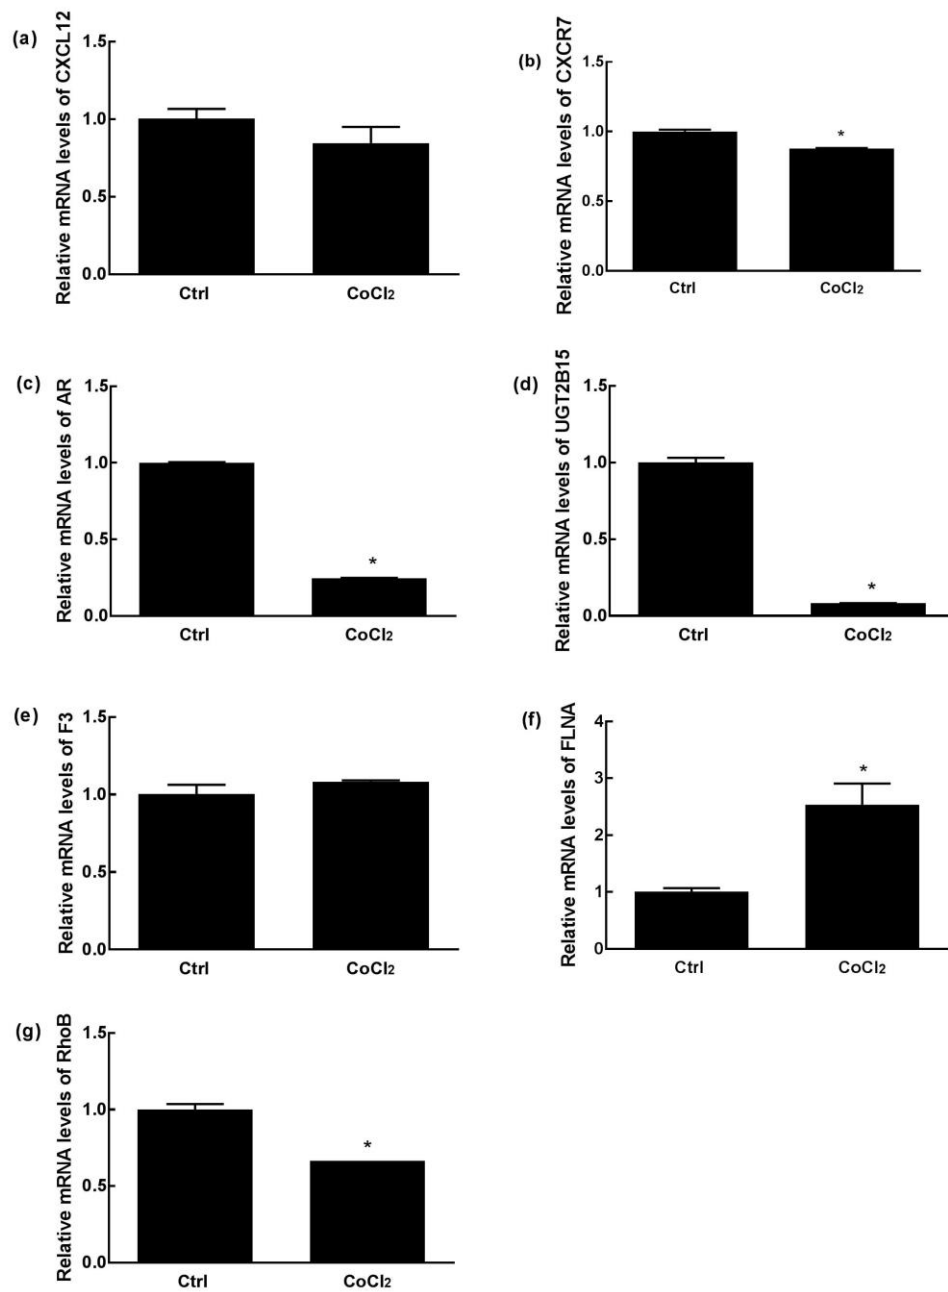 (a)
Relative mRNA levels of CXCL12
1.5
1.0
0.5
0.0
Ctrl
CoCl2
(b)
Relative mRNA levels of CXCR7
1.5
1.0
0.5
0.0
*
Ctrl
CoCl2
(c)
Relative mRNA levels of AR
1.5
1.0
0.5
0.0
*
Ctrl
CoCl2
(d)
Relative mRNA levels of UGT2B15
1.5
1.0
0.5
0.0
*
Ctrl
CoCl2
(e)
Relative mRNA levels of F3
1.5
1.0
0.5
0.0
Ctrl
CoCl2
(f)
Relative mRNA levels of FLNA
4
3
2
1
0
*
Ctrl
CoCl2
(g)
Relative mRNA levels of RhoB
1.5
1.0
0.5
0.0
*
Ctrl
CoCl2